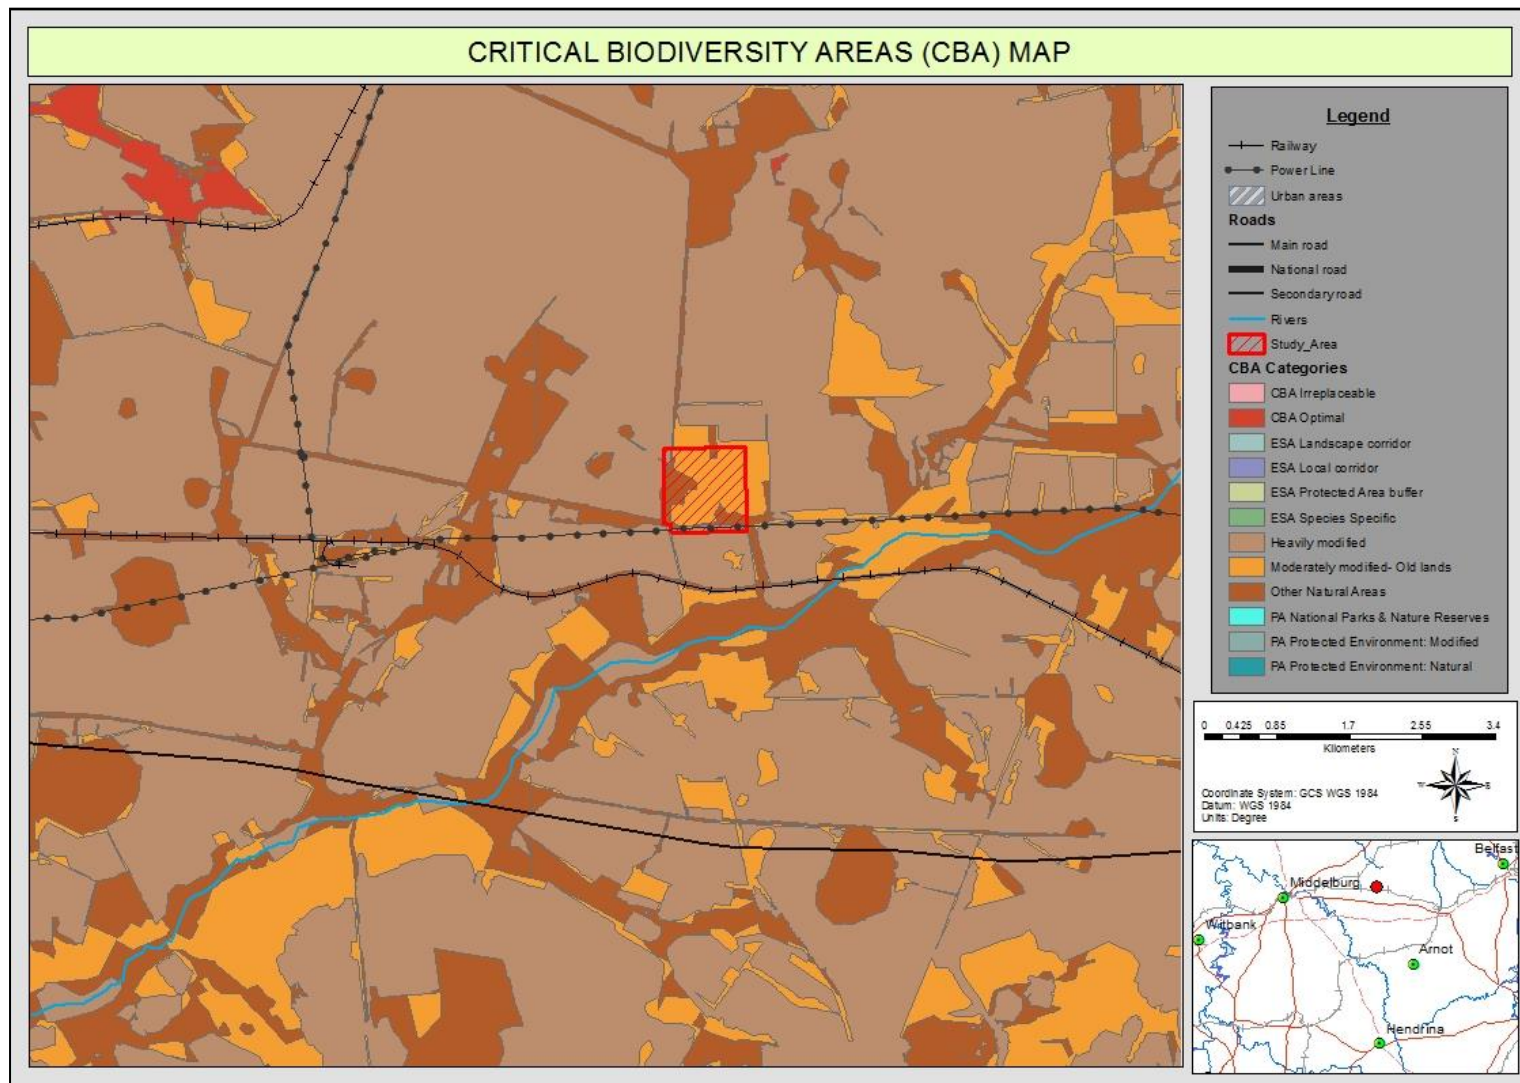 CRITICAL BIODIVERSITY AREAS (CBA) MAP
Legend
Railway
Power Line
Urban areas
Roads
Main road
National road
Secondary road
Rivers
Study_Area
CBA Categories
CBA Irreplaceable
CBA Optimal
ESA Landscape corridor
ESA Local corridor
ESA Protected Area buffer
ESA Species Specific
Heavily modified
Moderately modified- Old lands
Other Natural Areas
PA National Parks & Nature Reserves
PA Protected Environment: Modified
PA Protected Environment: Natural
0 0.425 0.85 1.7 2.55 3.4
Kilometers
N
W E
S
Coordinate System: GCS WGS 1984
Datum: WGS 1984
Units: Degree
Belfast
Middelburg
Witbank
Arnot
Hendrina